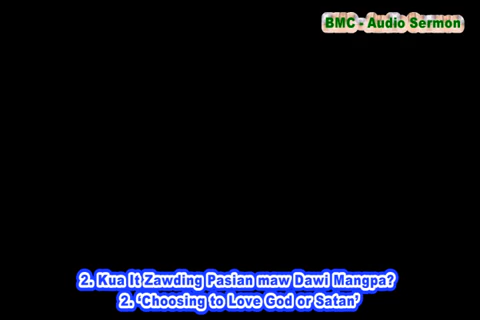 BMC - Audio Sermon
2. Kua It Zawding Pasian maw Dawi Mangpa?
2. ‘Choosing to Love God or Satan’